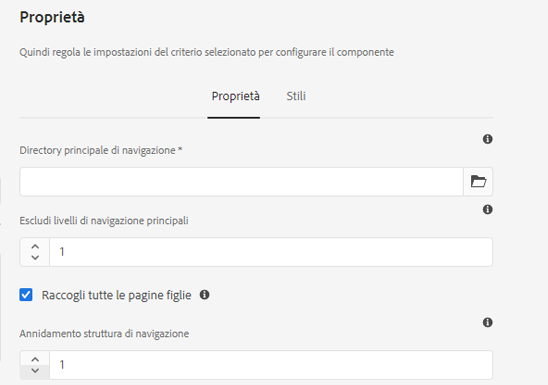 Proprietà
Quindi regola le impostazioni del criterio selezionato per configurare il componente
Proprietà Stili
Directory principale di navigazione *
Escludi livelli di navigazione principali
1
Raccogli tutte le pagine figlie
Annidamento struttura di navigazione
1